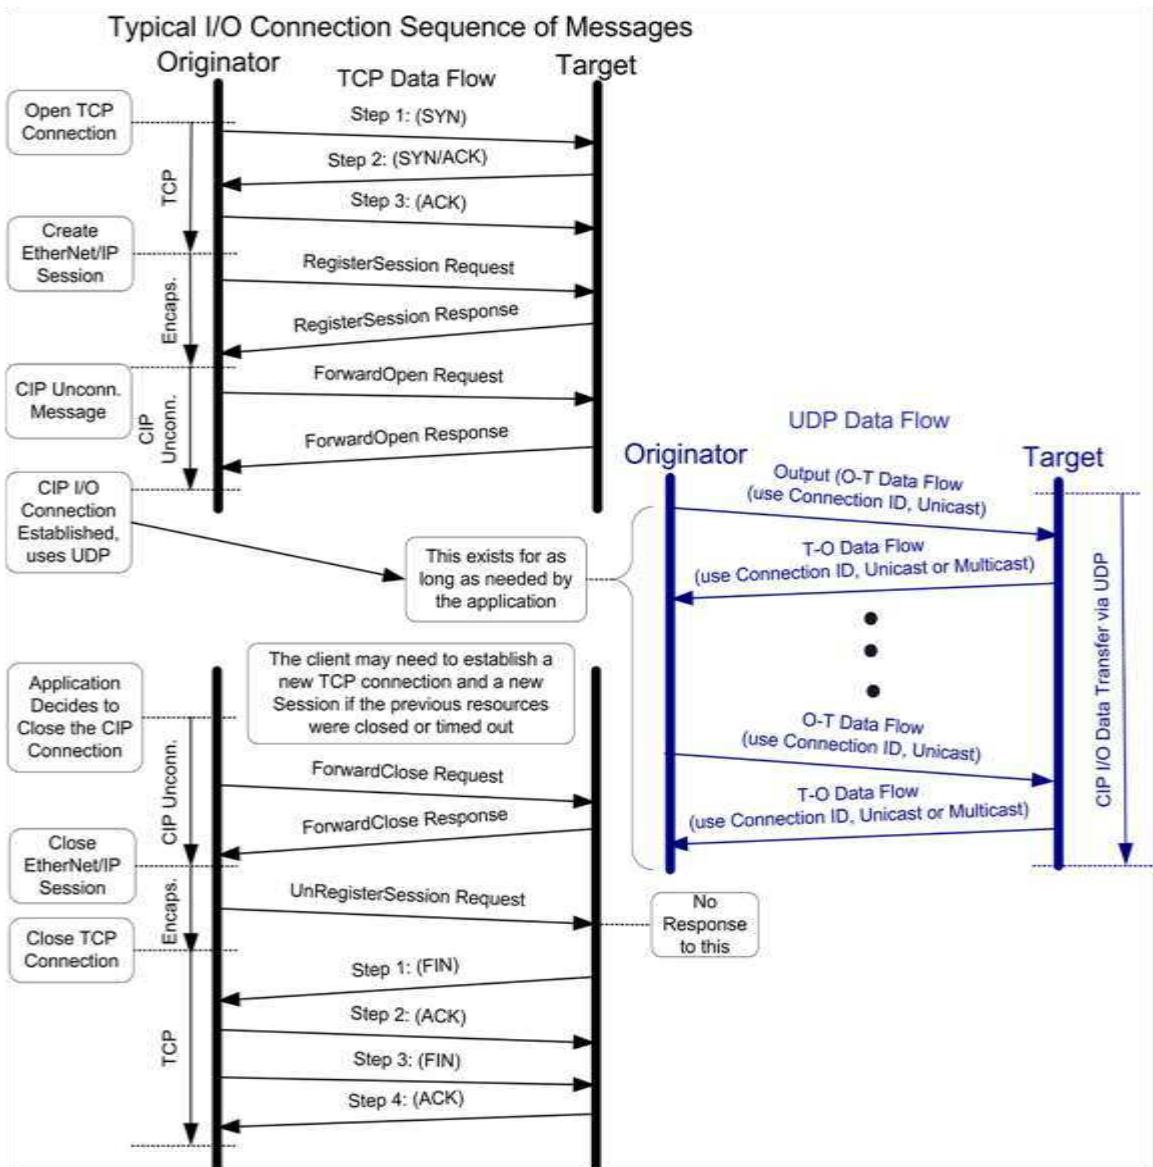 Typical I/O Connection Sequence of Messages
Originator
TCP Data Flow
Target
Open TCP
Connection
Step 1: (SYN)
Step 2: (SYN/ACK)
TCP
Step 3: (ACK)
Create
EtherNet/IP
Session
RegisterSession Request
Encaps.
RegisterSession Response
CIP Unconn.
Message
ForwardOpen Request
CIP
Unconn.
ForwardOpen Response
CIP I/O
Connection
Established,
uses UDP
This exists for as
long as needed by
the application
UDP Data Flow
Originator
Target
Output (O-T Data Flow
(use Connection ID, Unicast)
T-O Data Flow
(use Connection ID, Unicast or Multicast)
CIP I/O Data Transfer via UDP
O-T Data Flow
(use Connection ID, Unicast)
T-O Data Flow
(use Connection ID, Unicast or Multicast)
Application
Decides to
Close the CIP
Connection
The client may need to establish a
new TCP connection and a new
Session if the previous resources
were closed or timed out
CIP Unconn.
ForwardClose Request
ForwardClose Response
Close
EtherNet/IP
Session
Encaps.
UnRegisterSession Request
No
Response
to this
Close TCP
Connection
Step 1: (FIN)
Step 2: (ACK)
TCP
Step 3: (FIN)
Step 4: (ACK)